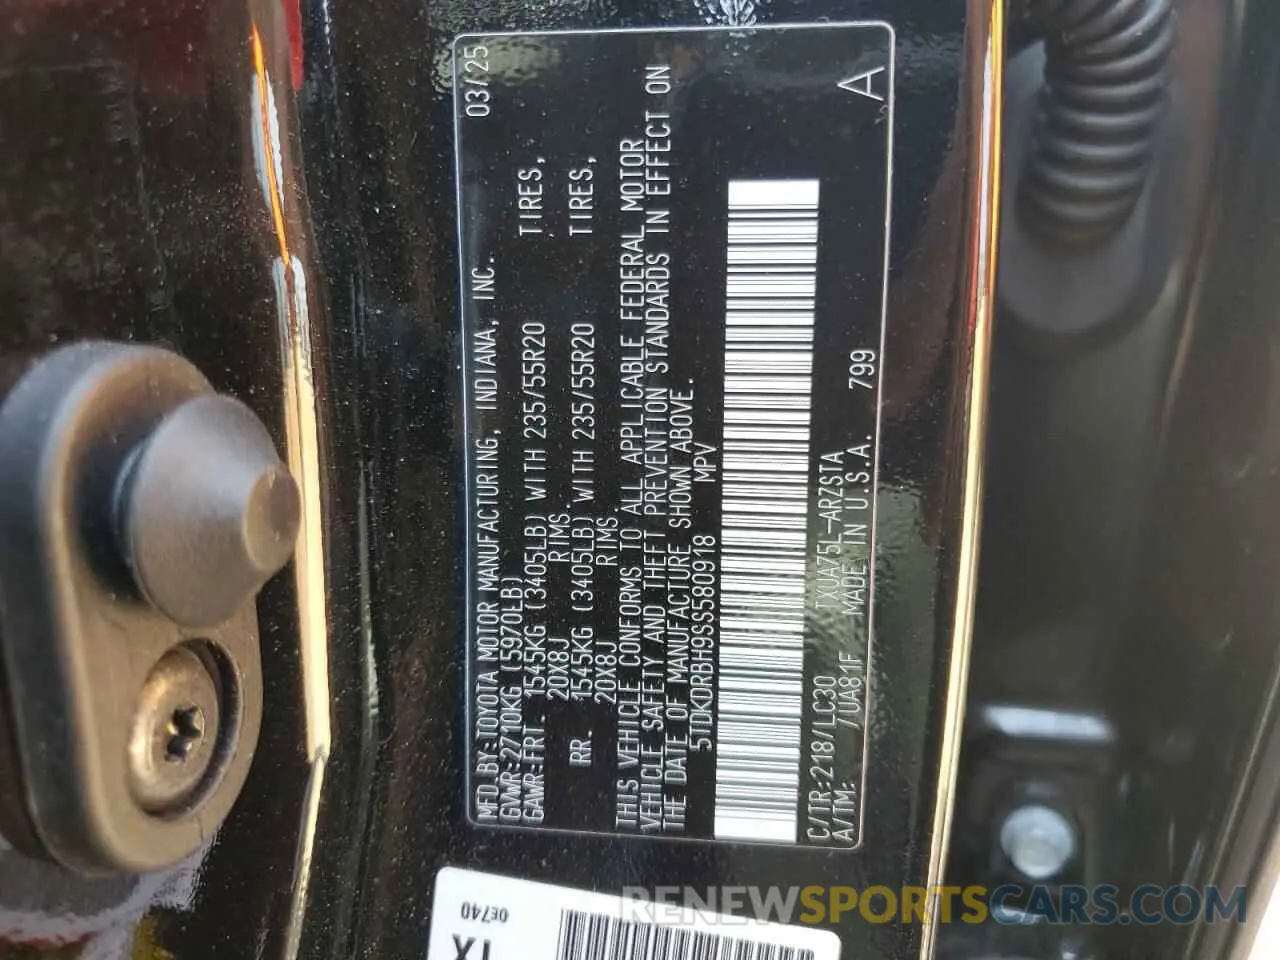 MFD.BY:TOYOTA MOTOR MANUFACTURING, INDIANA, INC. 03/25
GVWR:2710KG (5970LB)
GAWR:FRT. 1545KG (3405LB) WITH 235/55R20 TIRES,
20X8J RIMS.
RR. 1545KG (3405LB) WITH 235/55R20 TIRES,
20X8J RIMS.
THIS VEHICLE CONFORMS TO ALL APPLICABLE FEDERAL MOTOR
VEHICLE SAFETY AND THEFT PREVENTION STANDARDS IN EFFECT ON
THE DATE OF MANUFACTURE SHOWN ABOVE.
5TDKDRBH9SS580918 MPV
C/TR:218/LC30 TXUA75L-ARZSTA
A/TM: /UA81F MADE IN U.S.A. 799 A
0E740
TX
RENEWSPORTSCARS.COM